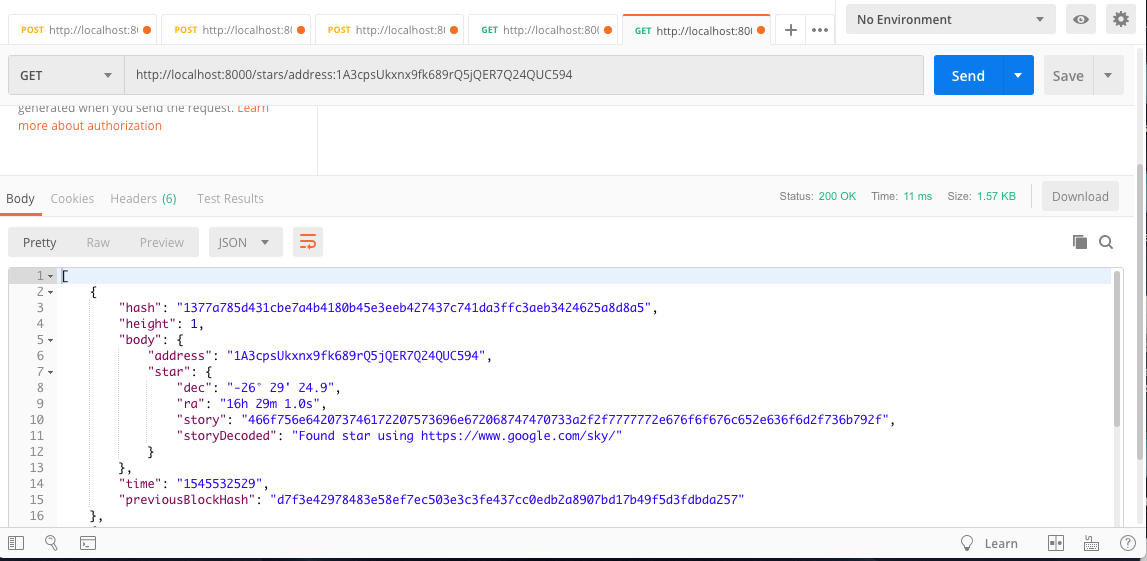 POST http://localhost:8( POST http://localhost:8( POST http://localhost:8( GET http://localhost:80( GET http://localhost:80( No Environment
GET http://localhost:8000/stars/address:1A3cpsUkxnx9fk689rQ5jQER7Q24QUC594 Send Save
generated when you send the request. Learn
more about authorization
Body Cookies Headers (6) Test Results Status: 200 OK Time: 11 ms Size: 1.57 KB Download
Pretty Raw Preview JSON
1 [
2 {
3 "hash": "1377a785d431cbe7a4b4180b45e3eeb427437c741da3ffc3aeb3424625a8d8a5",
4 "height": 1,
5 "body": {
6 "address": "1A3cpsUkxnx9fk689rQ5jQER7Q24QUC594",
7 "star": {
8 "dec": "-26° 29' 24.9",
9 "ra": "16h 29m 1.0s",
10 "story": "466f756e642073746172207573696e672068747470733a2f2f7777772e676f6f676c652e636f6d2f736b792f",
11 "storyDecoded": "Found star using https://www.google.com/sky/"
12 }
13 },
14 "time": "1545532529",
15 "previousBlockHash": "d7f3e42978483e58ef7ec503e3c3fe437cc0edb2a8907bd17b49f5d3fdbda257"
16 },
Learn